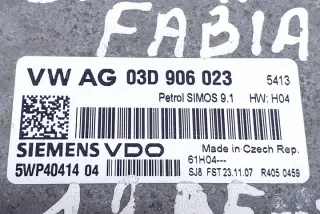 FABIA
VW AG 03D 906 023 5413
Petrol SIMOS 9.1 HW: H04
SIEMENS VDO Made in Czech Rep.
61H04---
5WP40414 04 SJ8 FST 23.11.07 R405 0459